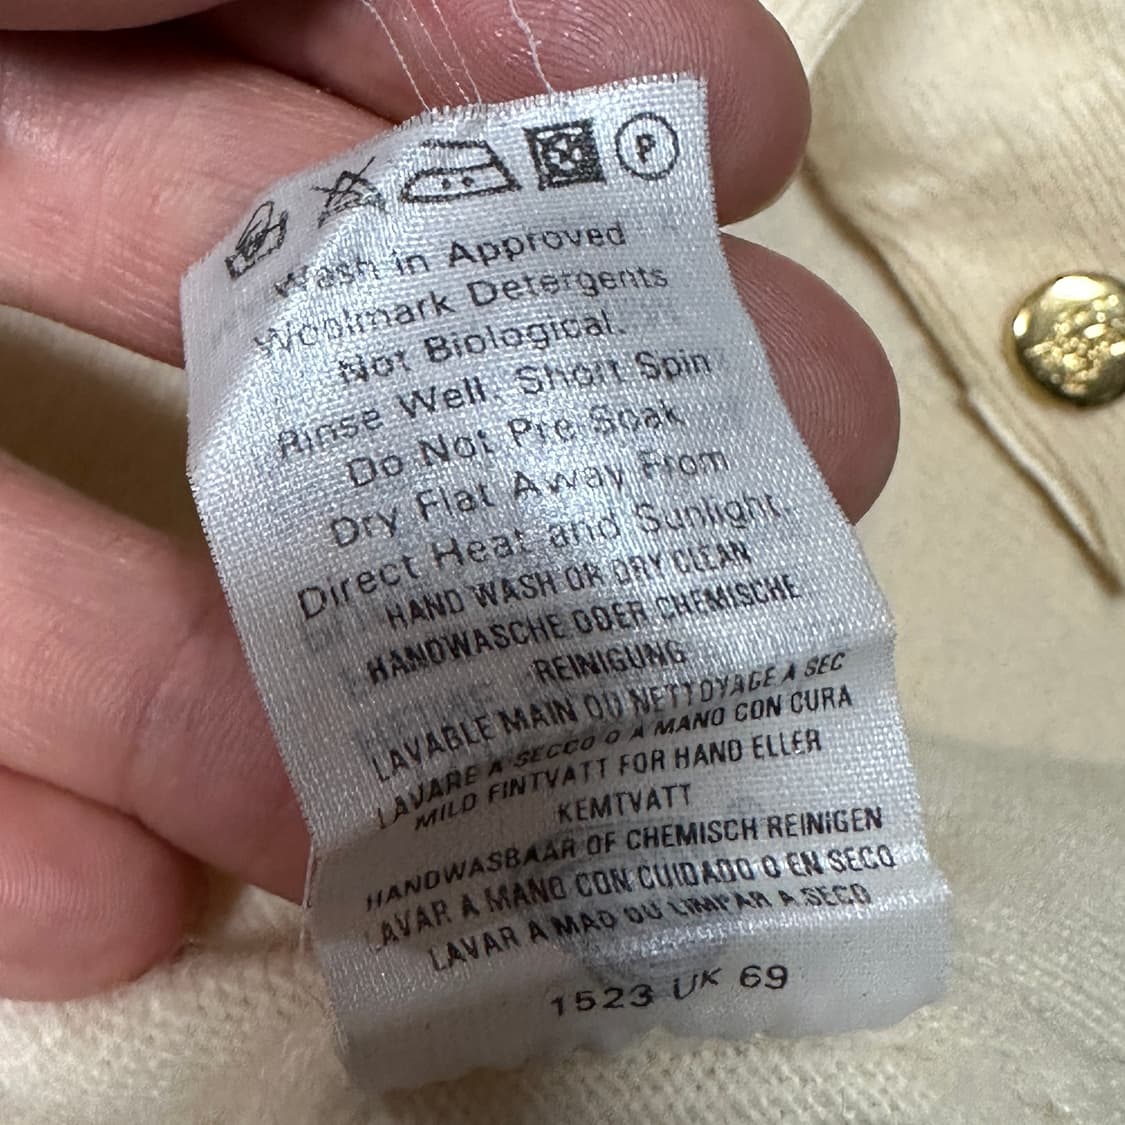 P
Wash in Approved
Woolmark Detergents
Not Biological.
Rinse Well. Short Spin
Do Not Pre-Soak
Dry Flat Away From
Direct Heat and Sunlight.
HAND WASH OR DRY CLEAN
HANDWASCHE ODER CHEMISCHE
REINIGUNG
LAVABLE MAIN OU NETTOYAGE A SEC
LAVARE A SECCO O A MANO CON CURA
MILD FINTVATT FOR HAND ELLER
KEMTVATT
HANDWASBAAR OF CHEMISCH REINIGEN
LAVAR A MANO CON CUIDADO O EN SECO
LAVAR A MAO OU LIMPAR A SECO
1523 UK 69